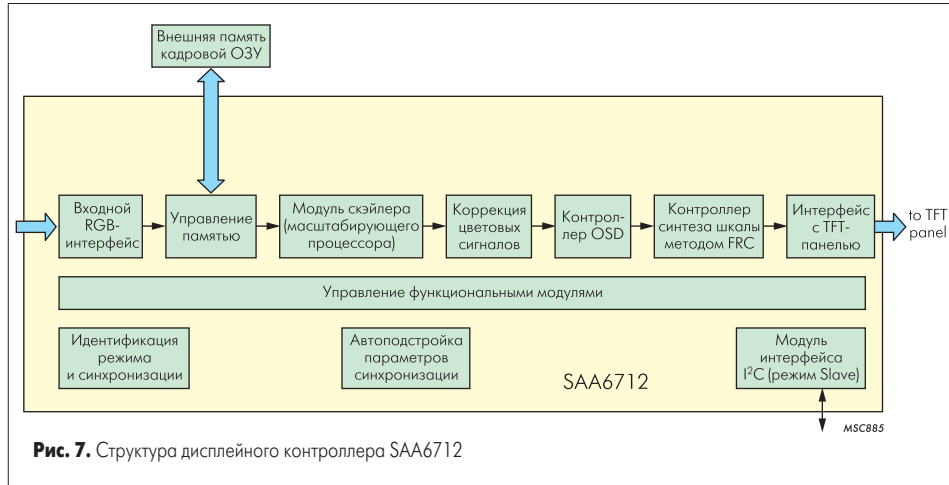 Внешняя память
кадровой ОЗУ
Входной
RGB-
интерфейс
Управление
памятью
Модуль скэйлера
(масштабирующего
процессора)
Коррекция
цветовых
сигналов
Контрол-
лер OSD
Контроллер
синтеза шкалы
методом FRC
Интерфейс
с TFT-
панелью
to TFT
panel
Управление функциональными модулями
Идентификация
режима
и синхронизации
Автоподстройка
параметров
синхронизации
Модуль
интерфейса
I²C (режим Slave)
SAA6712
MSC885
Рис. 7. Структура дисплейного контроллера SAA6712